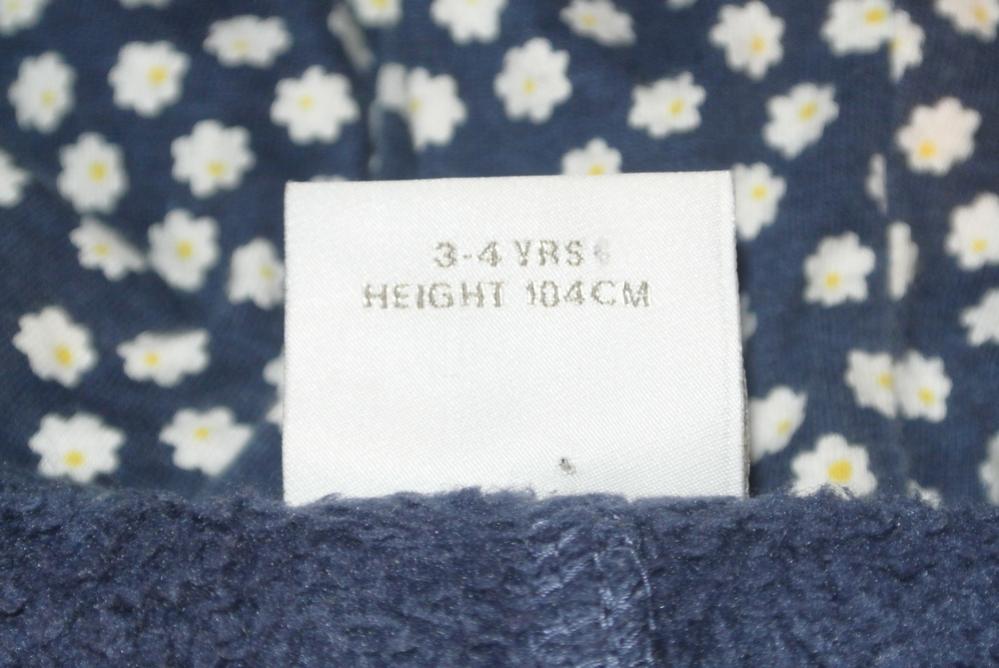 3-4 YRS
HEIGHT 104CM